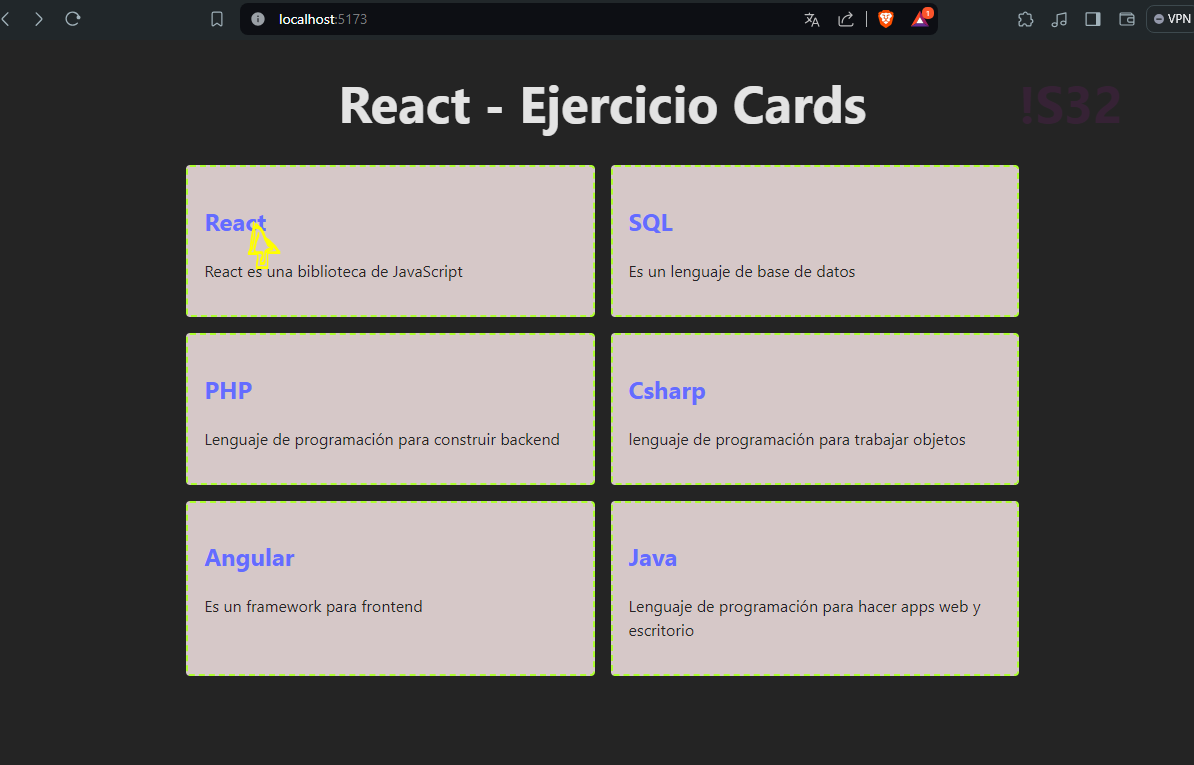 localhost:5173
1
VPN
React - Ejercicio Cards
!S32
React
React es una biblioteca de JavaScript
SQL
Es un lenguaje de base de datos
PHP
Lenguaje de programación para construir backend
Csharp
lenguaje de programación para trabajar objetos
Angular
Es un framework para frontend
Java
Lenguaje de programación para hacer apps web y
escritorio